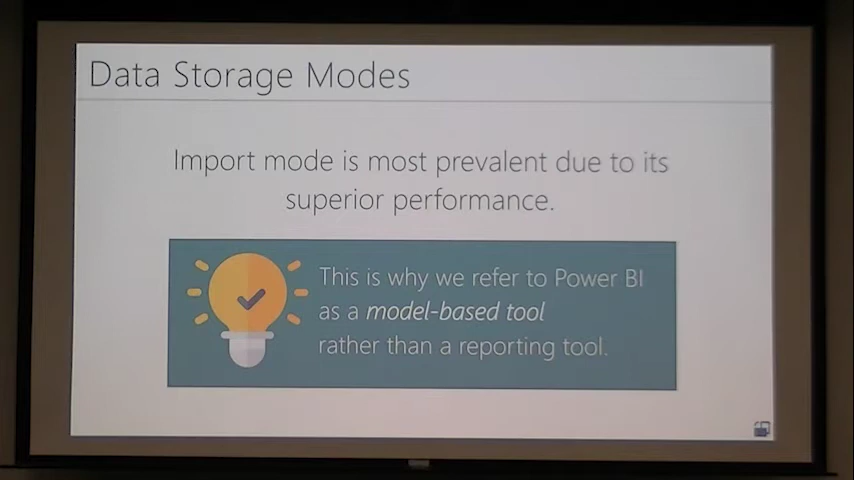 Data Storage Modes
Import mode is most prevalent due to its
superior performance.
This is why we refer to Power BI
as a model-based tool
rather than a reporting tool.